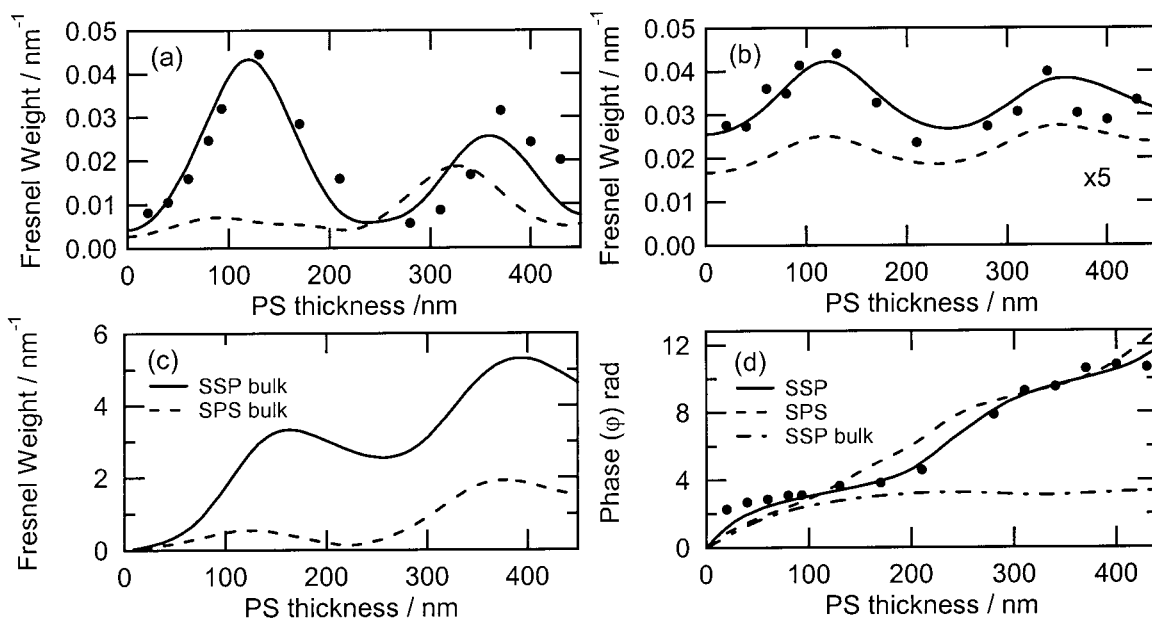 (a)
Fresnel Weight / nm⁻¹
0.05
0.04
0.03
0.02
0.01
0.00
0 100 200 300 400
PS thickness /nm
(b)
Fresnel Weight / nm⁻¹
0.05
0.04
0.03
0.02
0.01
0.00
x5
0 100 200 300 400
PS thickness / nm
(c)
Fresnel Weight / nm⁻¹
6
4
2
0
SSP bulk
SPS bulk
0 100 200 300 400
PS thickness / nm
(d)
Phase (φ) rad
12
8
4
0
SSP
SPS
SSP bulk
0 100 200 300 400
PS thickness / nm